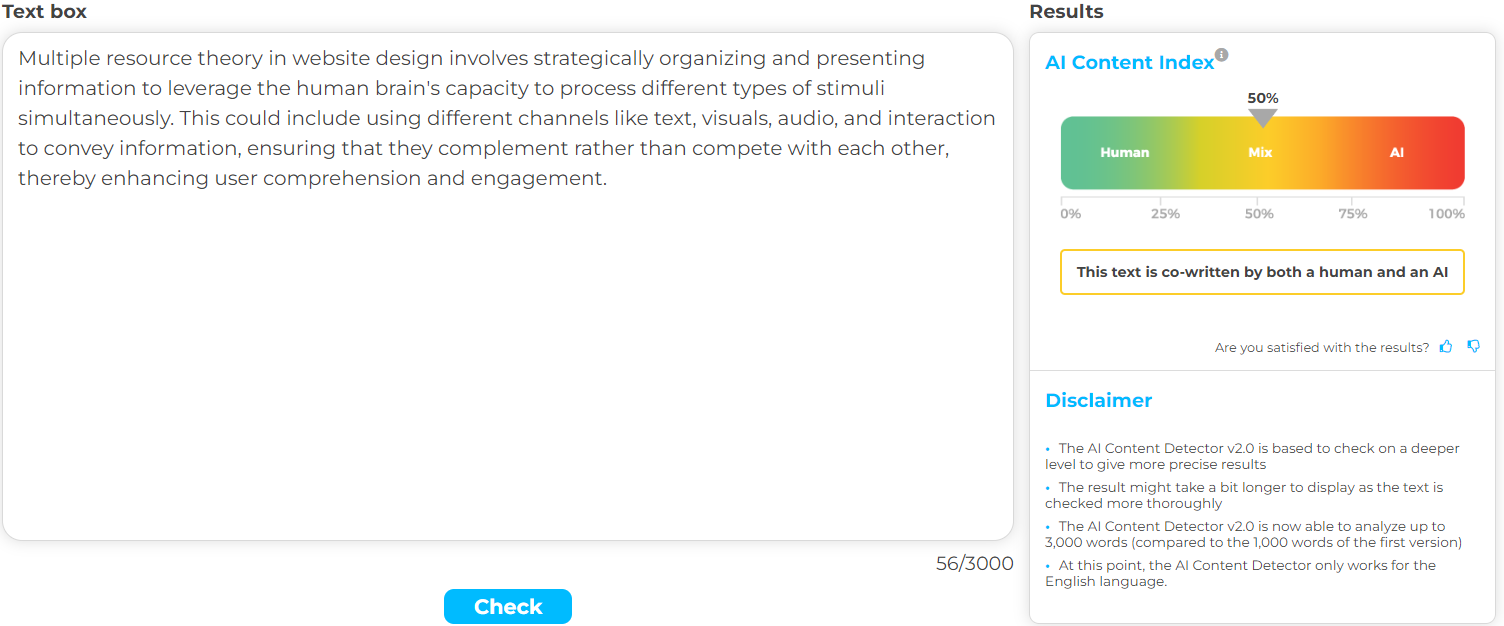 Text box
Multiple resource theory in website design involves strategically organizing and presenting
information to leverage the human brain's capacity to process different types of stimuli
simultaneously. This could include using different channels like text, visuals, audio, and interaction
to convey information, ensuring that they complement rather than compete with each other,
thereby enhancing user comprehension and engagement.
56/3000
Check
Results
AI Content Index
50%
Human Mix AI
0% 25% 50% 75% 100%
This text is co-written by both a human and an AI
Are you satisfied with the results?
Disclaimer
• The AI Content Detector v2.0 is based to check on a deeper
level to give more precise results
• The result might take a bit longer to display as the text is
checked more thoroughly
• The AI Content Detector v2.0 is now able to analyze up to
3,000 words (compared to the 1,000 words of the first version)
• At this point, the AI Content Detector only works for the
English language.